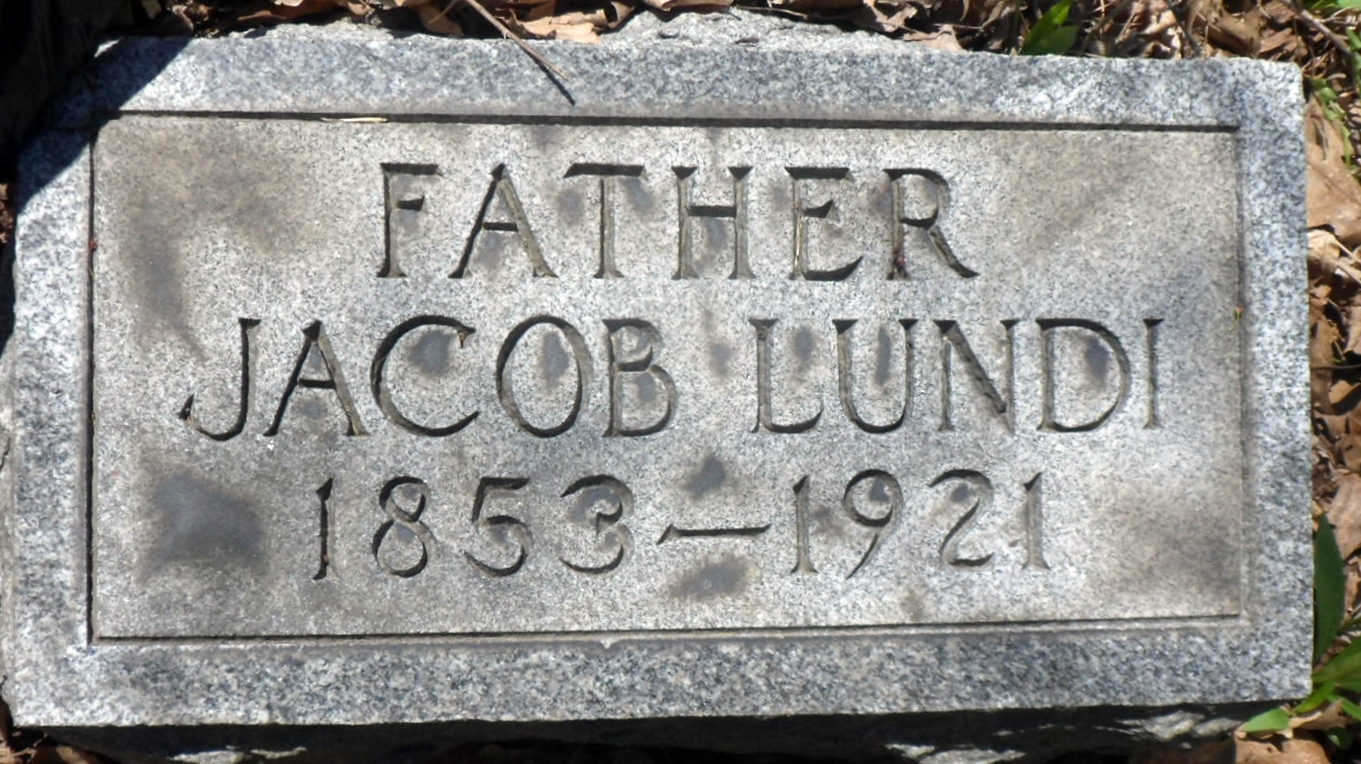 FATHER
JACOB LUNDI
1853—1921